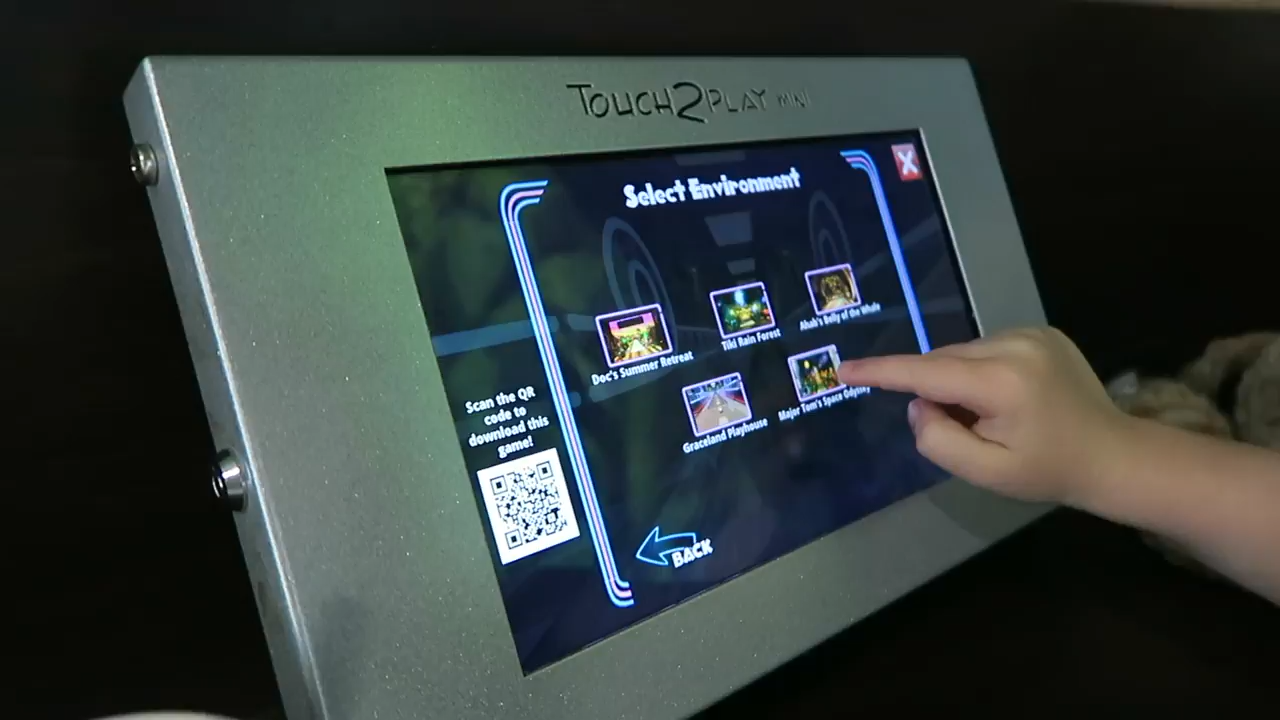 TOUCH2PLAY MINI
Select Environment
Doc's Summer Retreat
Tiki Rain Forest
Ahab's Belly of the Whale
Graceland Playhouse
Major Tom's Space Odyssey
Scan the QR
code to
download this
game!
BACK